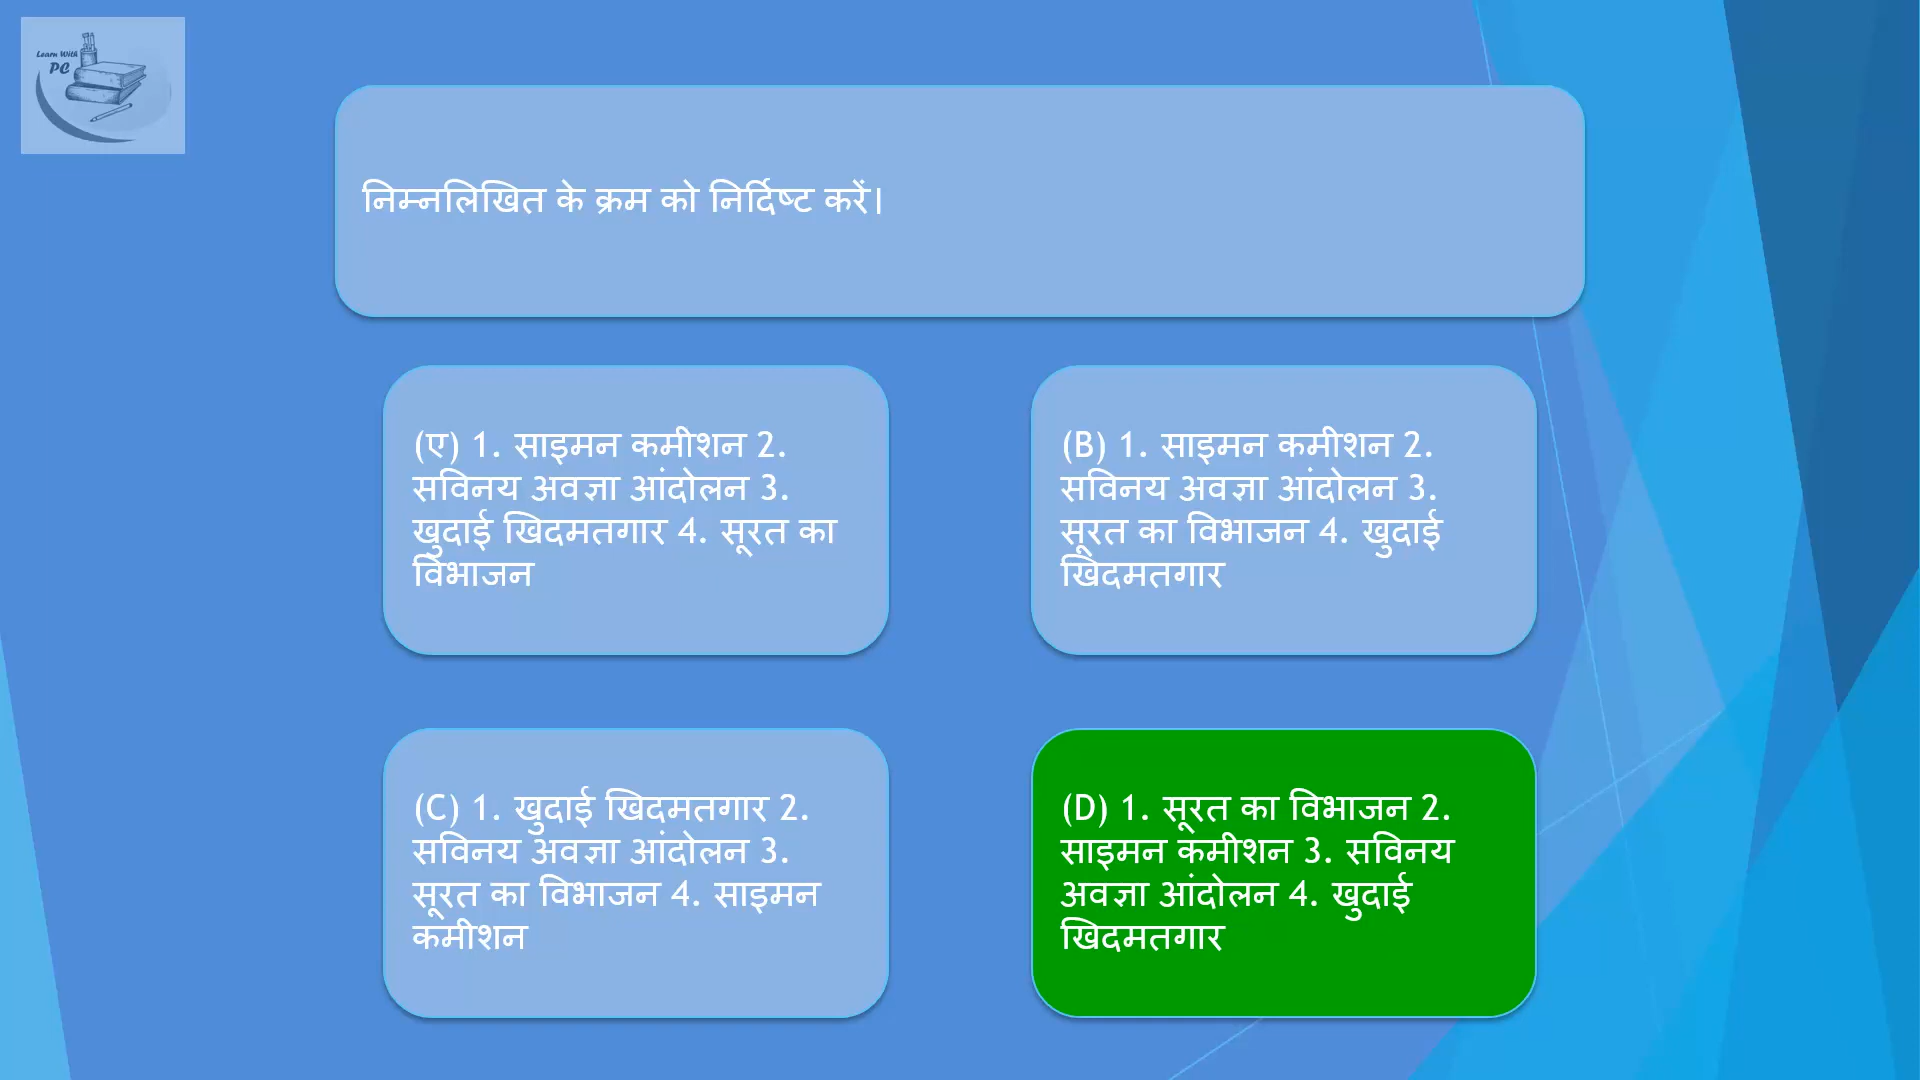 Learn With
PC
निम्नलिखित के क्रम को निर्दिष्ट करें।
(ए) 1. साइमन कमीशन 2.
सविनय अवज्ञा आंदोलन 3.
खुदाई खिदमतगार 4. सूरत का
विभाजन
(B) 1. साइमन कमीशन 2.
सविनय अवज्ञा आंदोलन 3.
सूरत का विभाजन 4. खुदाई
खिदमतगार
(C) 1. खुदाई खिदमतगार 2.
सविनय अवज्ञा आंदोलन 3.
सूरत का विभाजन 4. साइमन
कमीशन
(D) 1. सूरत का विभाजन 2.
साइमन कमीशन 3. सविनय
अवज्ञा आंदोलन 4. खुदाई
खिदमतगार